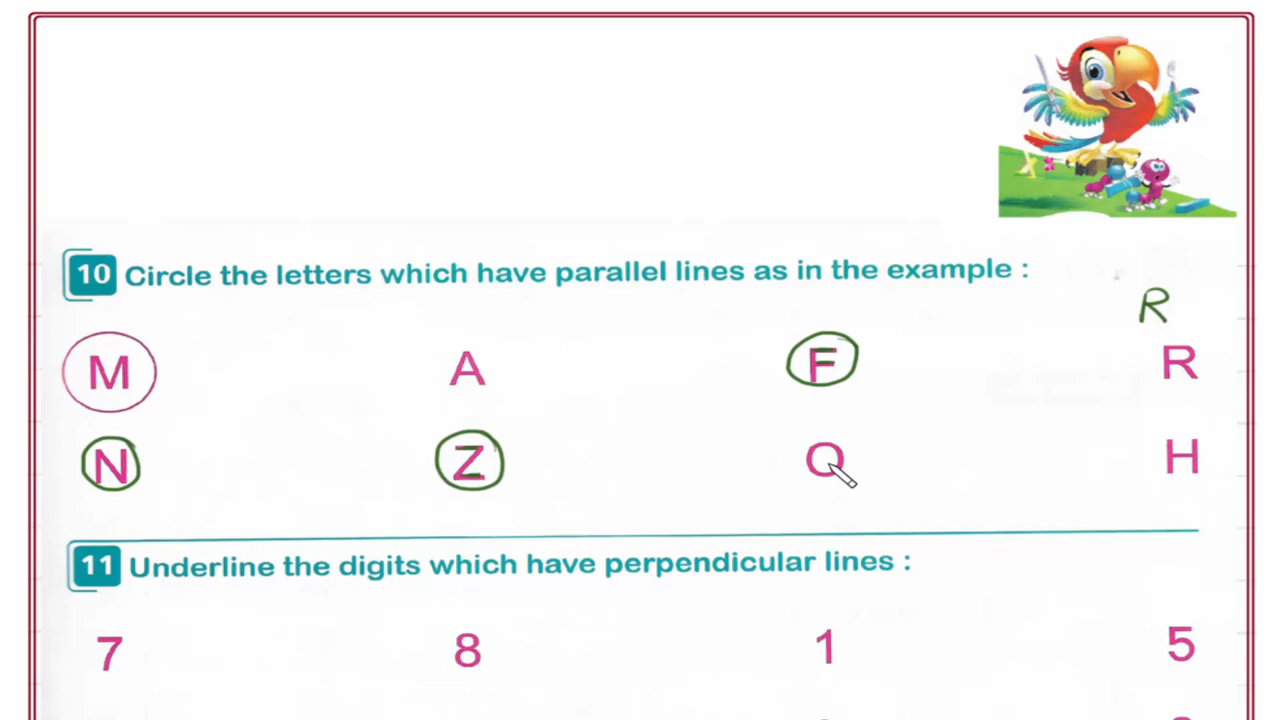 10 Circle the letters which have parallel lines as in the example :
R
M A F R
N Z Q H
11 Underline the digits which have perpendicular lines :
7 8 1 5